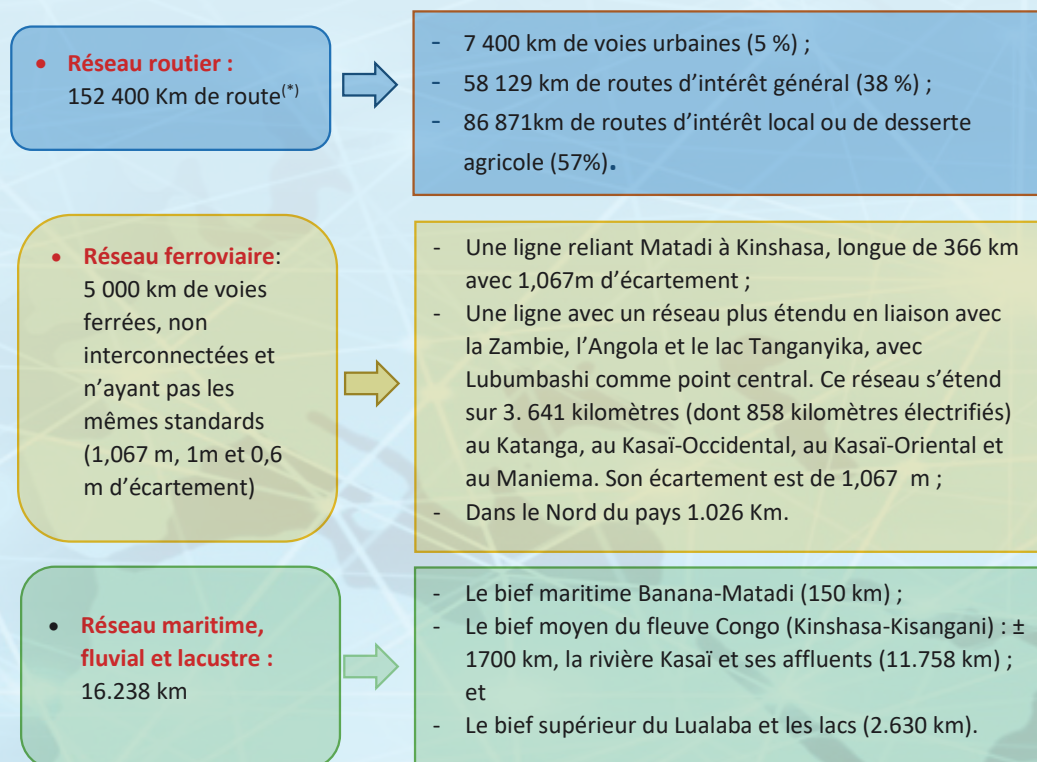 • Réseau routier :
152 400 Km de route(*)
- 7 400 km de voies urbaines (5 %) ;
- 58 129 km de routes d’intérêt général (38 %) ;
- 86 871km de routes d’intérêt local ou de desserte
agricole (57%).
• Réseau ferroviaire:
5 000 km de voies
ferrées, non
interconnectées et
n’ayant pas les
mêmes standards
(1,067 m, 1m et 0,6
m d’écartement)
- Une ligne reliant Matadi à Kinshasa, longue de 366 km
avec 1,067m d’écartement ;
- Une ligne avec un réseau plus étendu en liaison avec
la Zambie, l’Angola et le lac Tanganyika, avec
Lubumbashi comme point central. Ce réseau s’étend
sur 3. 641 kilomètres (dont 858 kilomètres électrifiés)
au Katanga, au Kasaï-Occidental, au Kasaï-Oriental et
au Maniema. Son écartement est de 1,067 m ;
- Dans le Nord du pays 1.026 Km.
• Réseau maritime,
fluvial et lacustre :
16.238 km
- Le bief maritime Banana-Matadi (150 km) ;
- Le bief moyen du fleuve Congo (Kinshasa-Kisangani) : ±
1700 km, la rivière Kasaï et ses affluents (11.758 km) ;
et
- Le bief supérieur du Lualaba et les lacs (2.630 km).